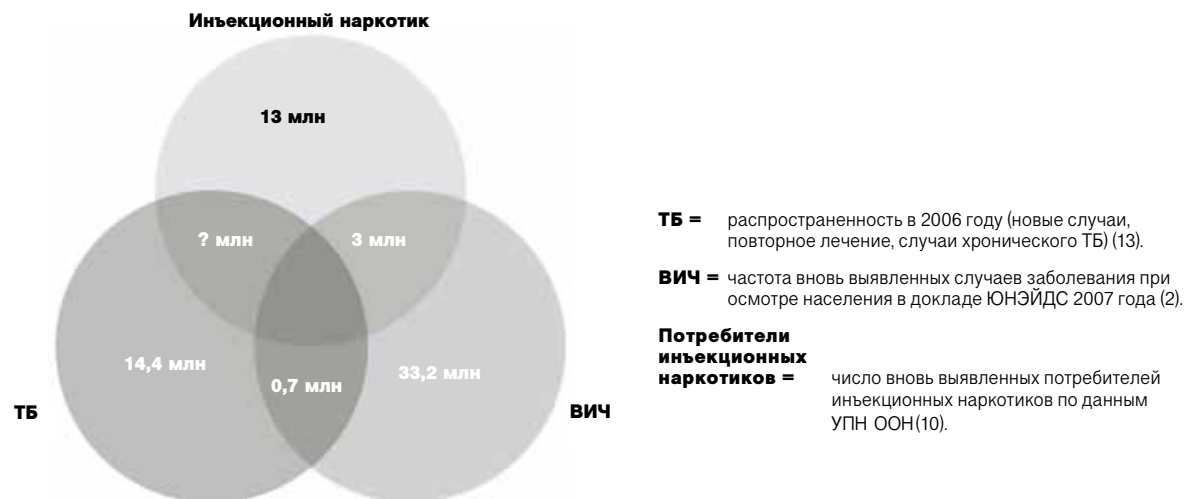 Инъекционный наркотик
13 млн
? млн
3 млн
14,4 млн
0,7 млн
33,2 млн
ТБ
ВИЧ
ТБ = распространенность в 2006 году (новые случаи,
повторное лечение, случаи хронического ТБ) (13).
ВИЧ = частота вновь выявленных случаев заболевания при
осмотре населения в докладе ЮНЭЙДС 2007 года (2).
Потребители
инъекционных
наркотиков = число вновь выявленных потребителей
инъекционных наркотиков по данным
УПН ООН(10).